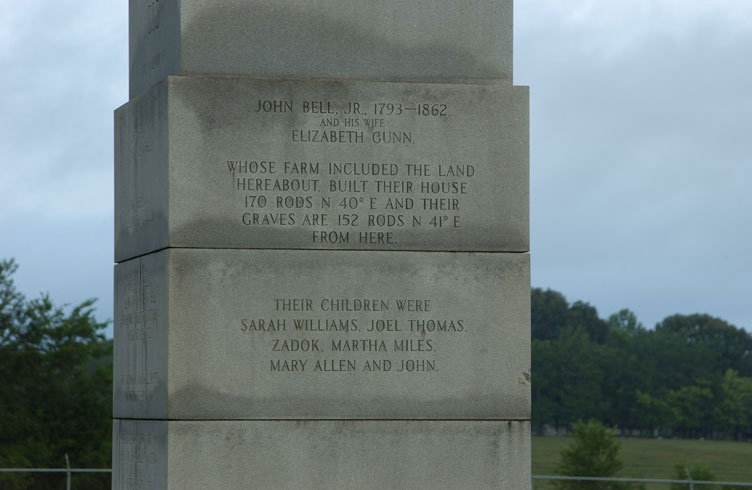 JOHN BELL, JR., 1793–1862
AND HIS WIFE
ELIZABETH GUNN.
WHOSE FARM INCLUDED THE LAND
HEREABOUT, BUILT THEIR HOUSE
170 RODS N 40° E AND THEIR
GRAVES ARE 152 RODS N 41° E
FROM HERE.
THEIR CHILDREN WERE
SARAH WILLIAMS, JOEL THOMAS,
ZADOK, MARTHA MILES,
MARY ALLEN AND JOHN.